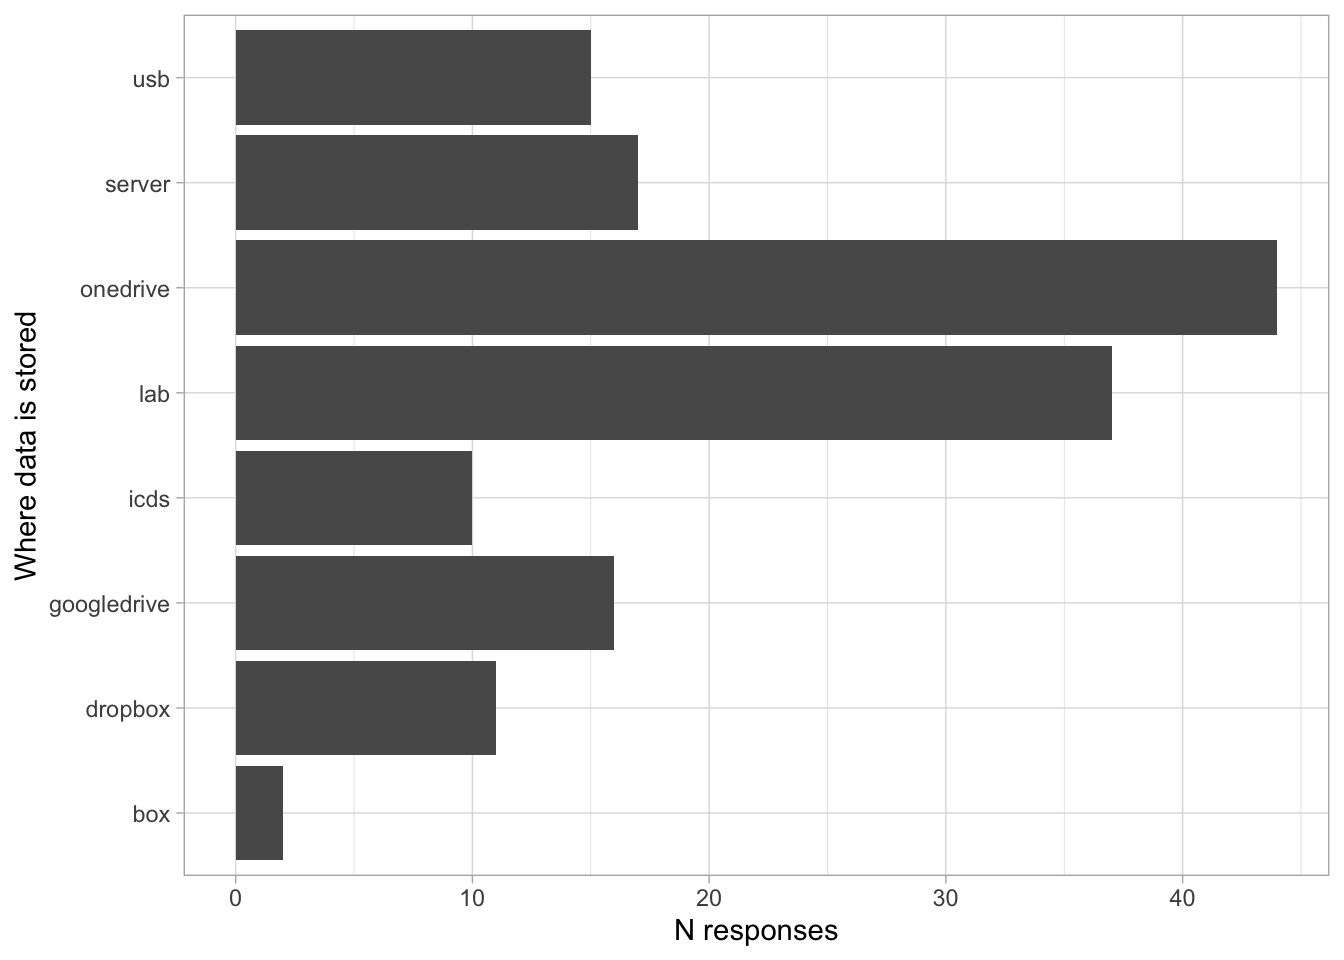 usb
server
onedrive
lab
icds
googledrive
dropbox
box
Where data is stored
0 10 20 30 40
N responses